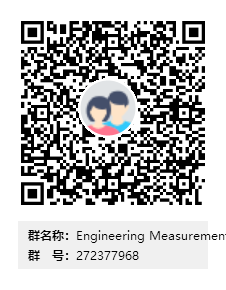 群名称：Engineering Measurement
群　号：272377968